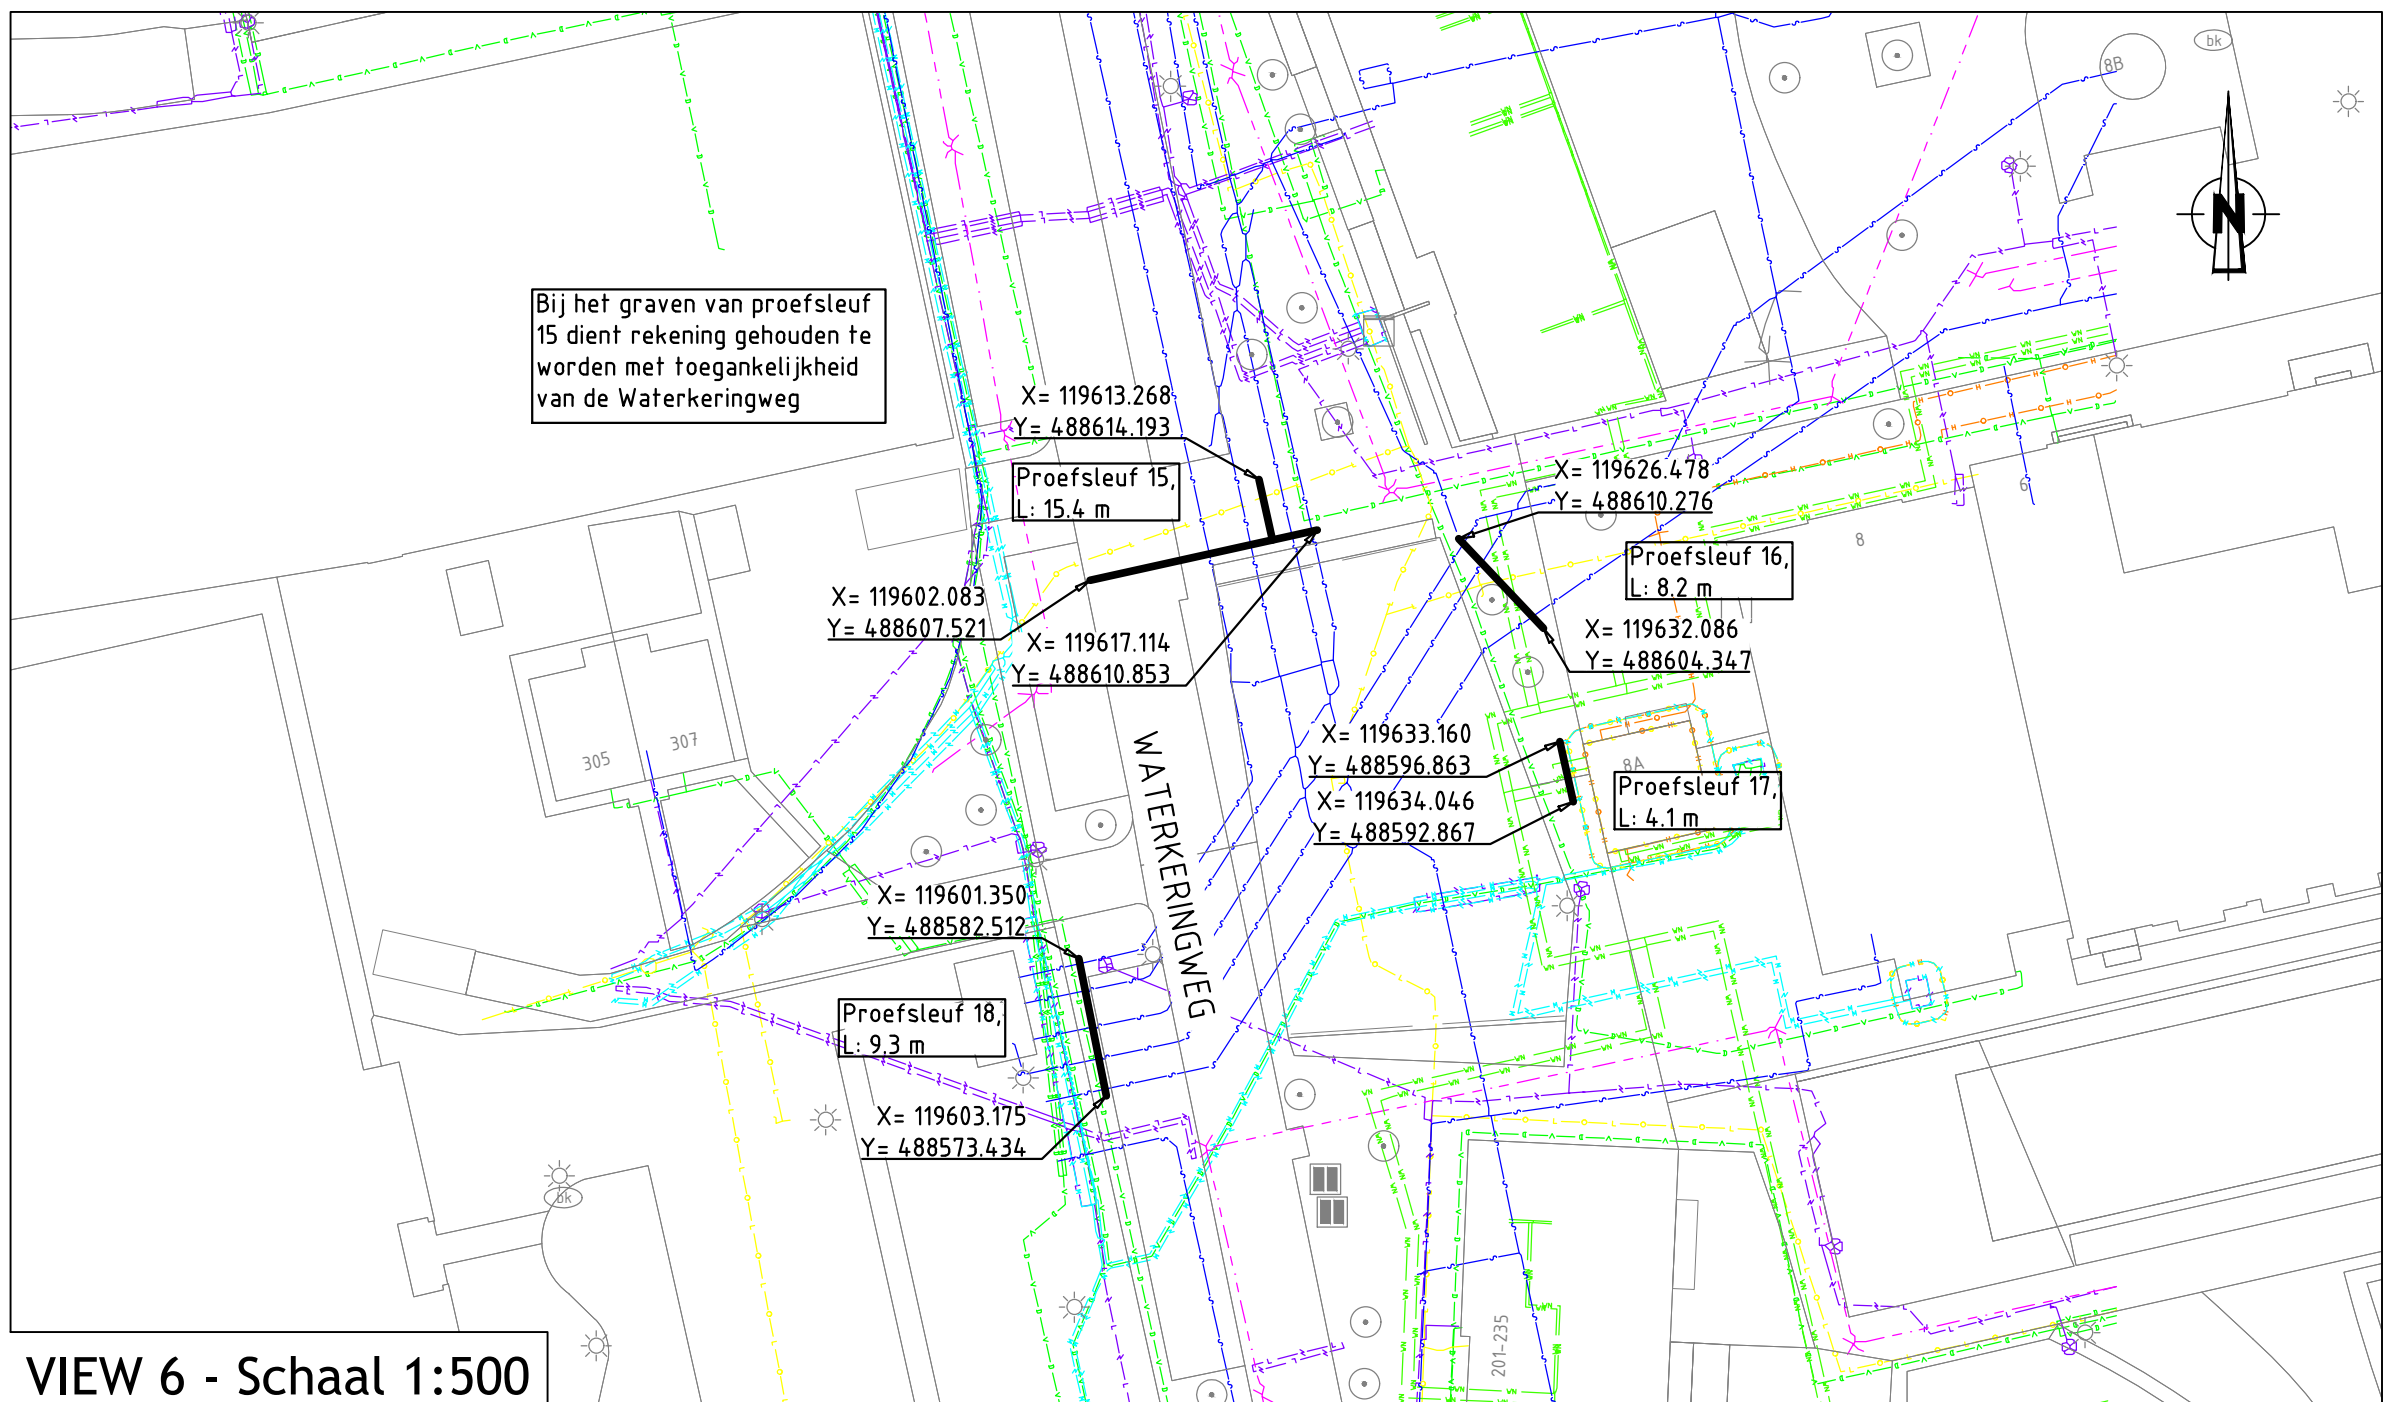 bk
8B
N
Bij het graven van proefsleuf
15 dient rekening gehouden te
worden met toegankelijkheid
van de Waterkeringweg
X= 119613.268
Y= 488614.193
Proefsleuf 15,
L: 15.4 m
X= 119626.478
Y= 488610.276
6
8
Proefsleuf 16,
L: 8.2 m
X= 119602.083
Y= 488607.521
X= 119617.114
Y= 488610.853
X= 119632.086
Y= 488604.347
305
307
WATERKERINGWEG
X= 119633.160
Y= 488596.863
8A
X= 119634.046
Y= 488592.867
Proefsleuf 17,
L: 4.1 m
X= 119601.350
Y= 488582.512
Proefsleuf 18,
L: 9.3 m
X= 119603.175
Y= 488573.434
bk
201-235
VIEW 6 - Schaal 1:500